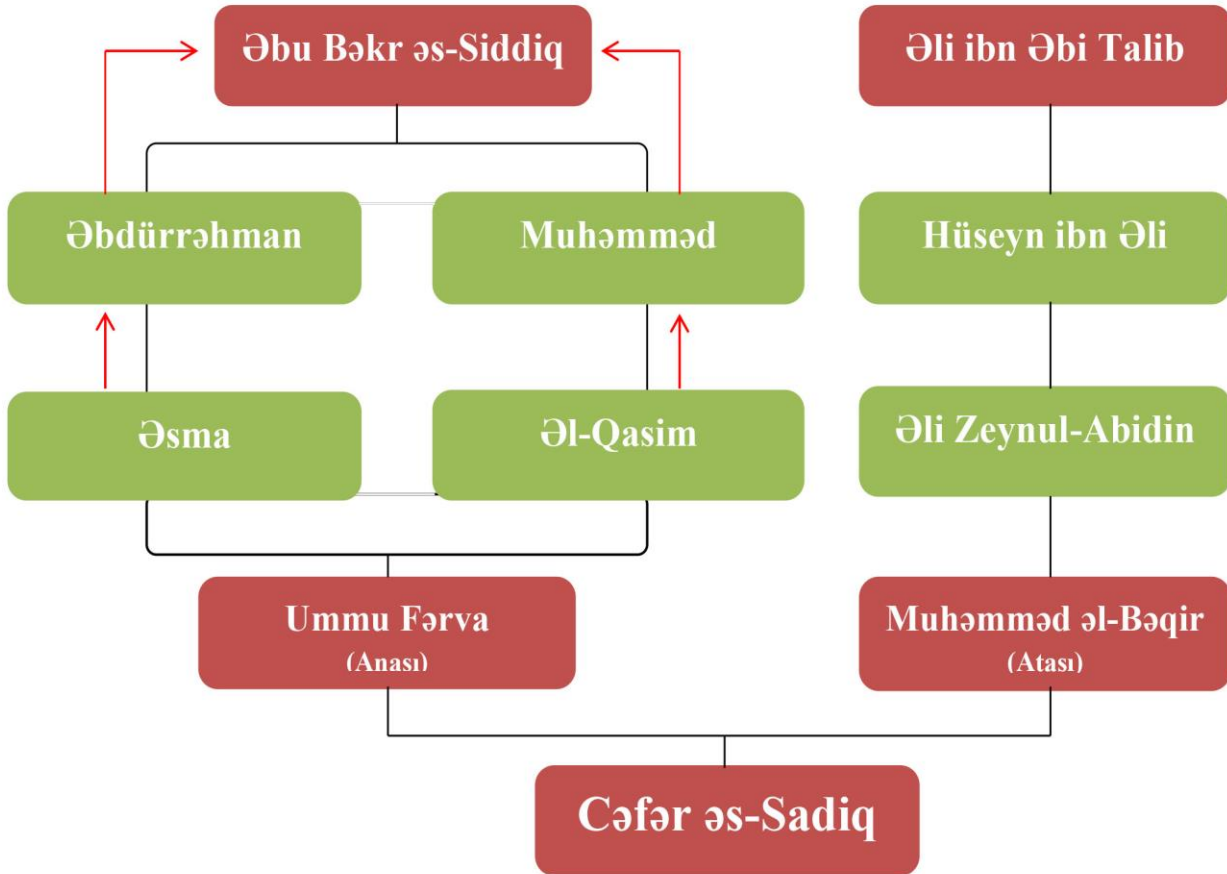 Əbu Bəkr əs-Siddiq
Əli ibn Əbi Talib
Əbdürrəhman
Muhəmməd
Hüseyn ibn Əli
Əsma
Əl-Qasim
Əli Zeynul-Abidin
Ummu Fərva
(Anası)
Muhəmməd əl-Bəqir
(Atası)
Cəfər əs-Sadiq